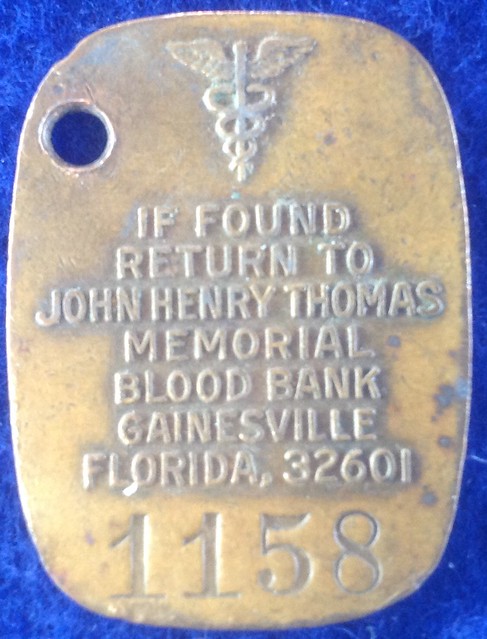 IF FOUND
RETURN TO
JOHN HENRY THOMAS
MEMORIAL
BLOOD BANK
GAINESVILLE
FLORIDA, 32601
1158